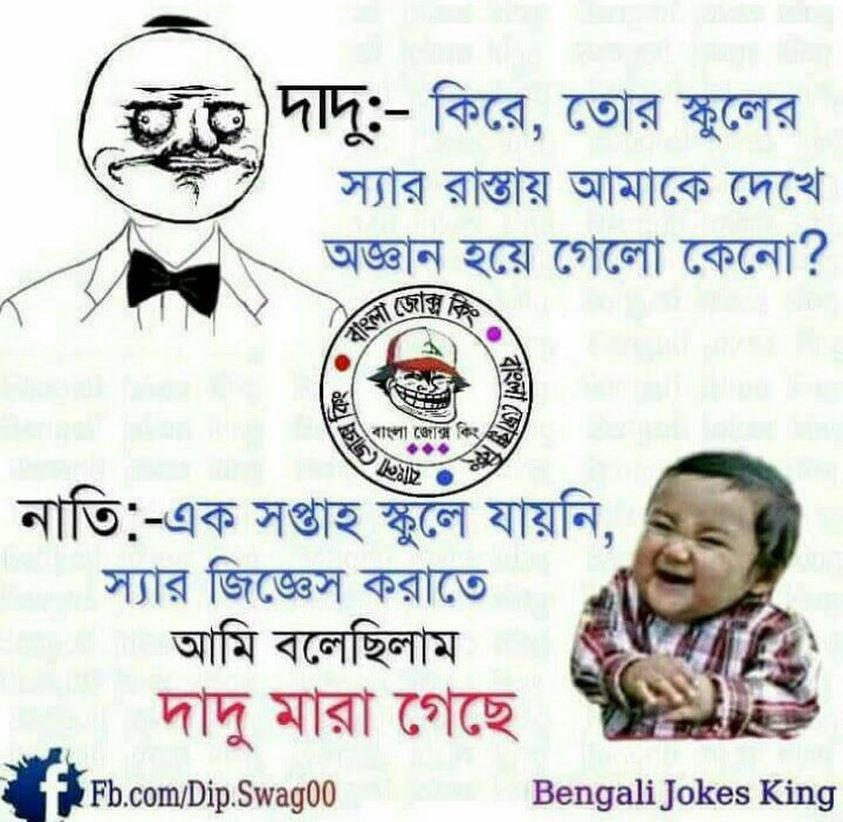 দাদু:- কিরে, তোর স্কুলের
স্যার রাস্তায় আমাকে দেখে
অজ্ঞান হয়ে গেলো কেনো?
বাংলা জোক্স কিং
বাংলা জোক্স কিং
বাংলা জোক্স কিং
বাংলা জোক্স কিং
বাংলা জোক্স কিং
নাতি:-এক সপ্তাহ স্কুলে যায়নি,
স্যার জিজ্ঞেস করাতে
আমি বলেছিলাম
দাদু মারা গেছে
f Fb.com/Dip.Swag00
Bengali Jokes King